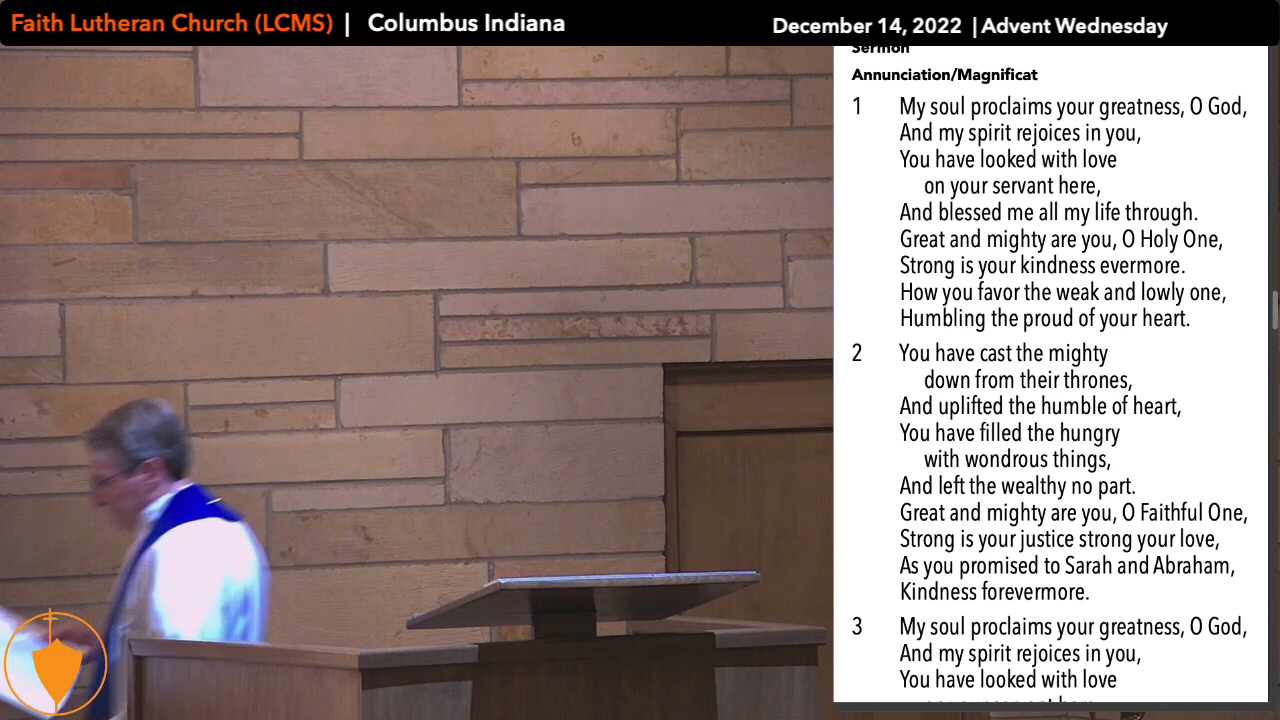 Faith Lutheran Church (LCMS) | Columbus Indiana
December 14, 2022 | Advent Wednesday
Sermon
Annunciation/Magnificat
1 My soul proclaims your greatness, O God,
And my spirit rejoices in you,
You have looked with love
on your servant here,
And blessed me all my life through.
Great and mighty are you, O Holy One,
Strong is your kindness evermore.
How you favor the weak and lowly one,
Humbling the proud of your heart.
2 You have cast the mighty
down from their thrones,
And uplifted the humble of heart,
You have filled the hungry
with wondrous things,
And left the wealthy no part.
Great and mighty are you, O Faithful One,
Strong is your justice strong your love,
As you promised to Sarah and Abraham,
Kindness forevermore.
3 My soul proclaims your greatness, O God,
And my spirit rejoices in you,
You have looked with love